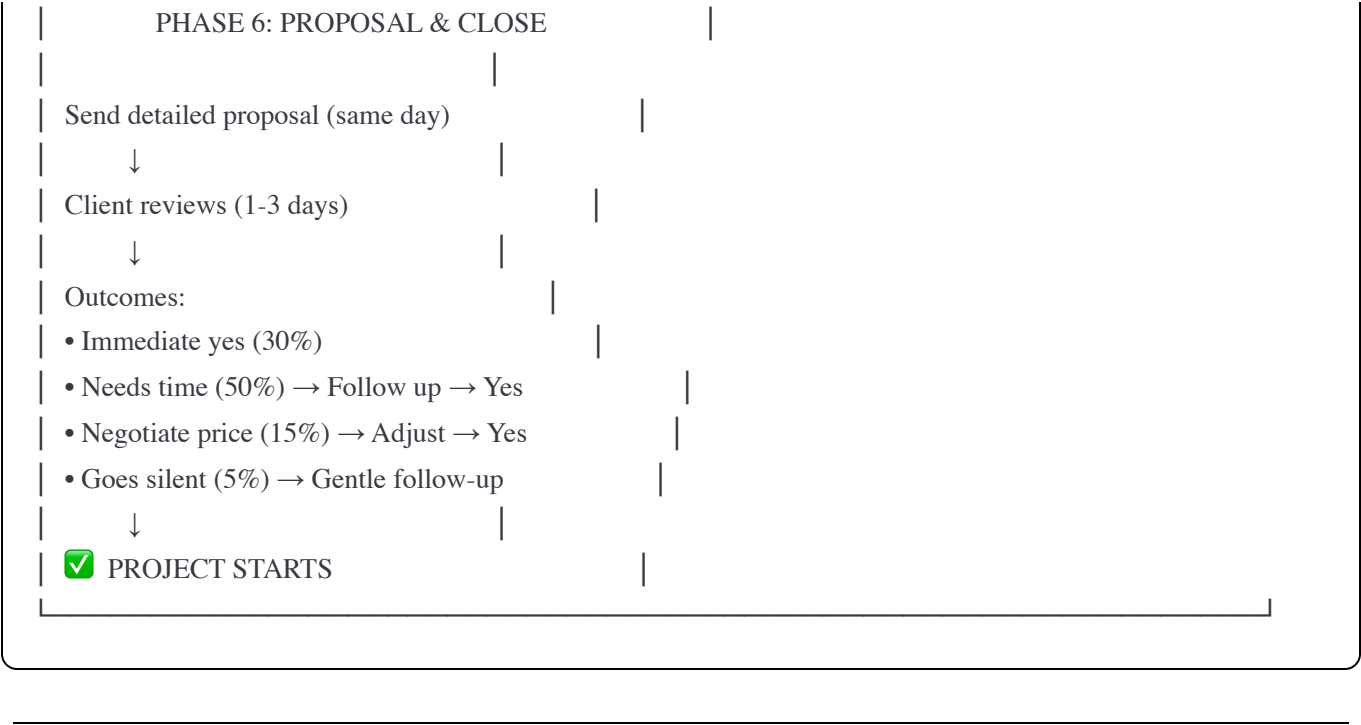 │ PHASE 6: PROPOSAL & CLOSE │
│ │
│ Send detailed proposal (same day) │
│ ↓ │
│ Client reviews (1-3 days) │
│ ↓ │
│ Outcomes: │
│ • Immediate yes (30%) │
│ • Needs time (50%) → Follow up → Yes │
│ • Negotiate price (15%) → Adjust → Yes │
│ • Goes silent (5%) → Gentle follow-up │
│ ↓ │
│ ✅ PROJECT STARTS │